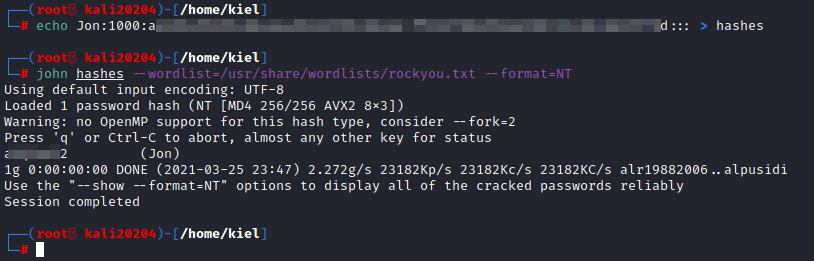 ┌──(root💀 kali20204)-[/home/kiel]
└─# echo Jon:1000:a d::: > hashes
┌──(root💀 kali20204)-[/home/kiel]
└─# john hashes --wordlist=/usr/share/wordlists/rockyou.txt --format=NT
Using default input encoding: UTF-8
Loaded 1 password hash (NT [MD4 256/256 AVX2 8×3])
Warning: no OpenMP support for this hash type, consider --fork=2
Press 'q' or Ctrl-C to abort, almost any other key for status
(Jon)
1g 0:00:00:00 DONE (2021-03-25 23:47) 2.272g/s 23182Kp/s 23182Kc/s 23182KC/s alr19882006..alpusidi
Use the "--show --format=NT" options to display all of the cracked passwords reliably
Session completed
┌──(root💀 kali20204)-[/home/kiel]
└─#